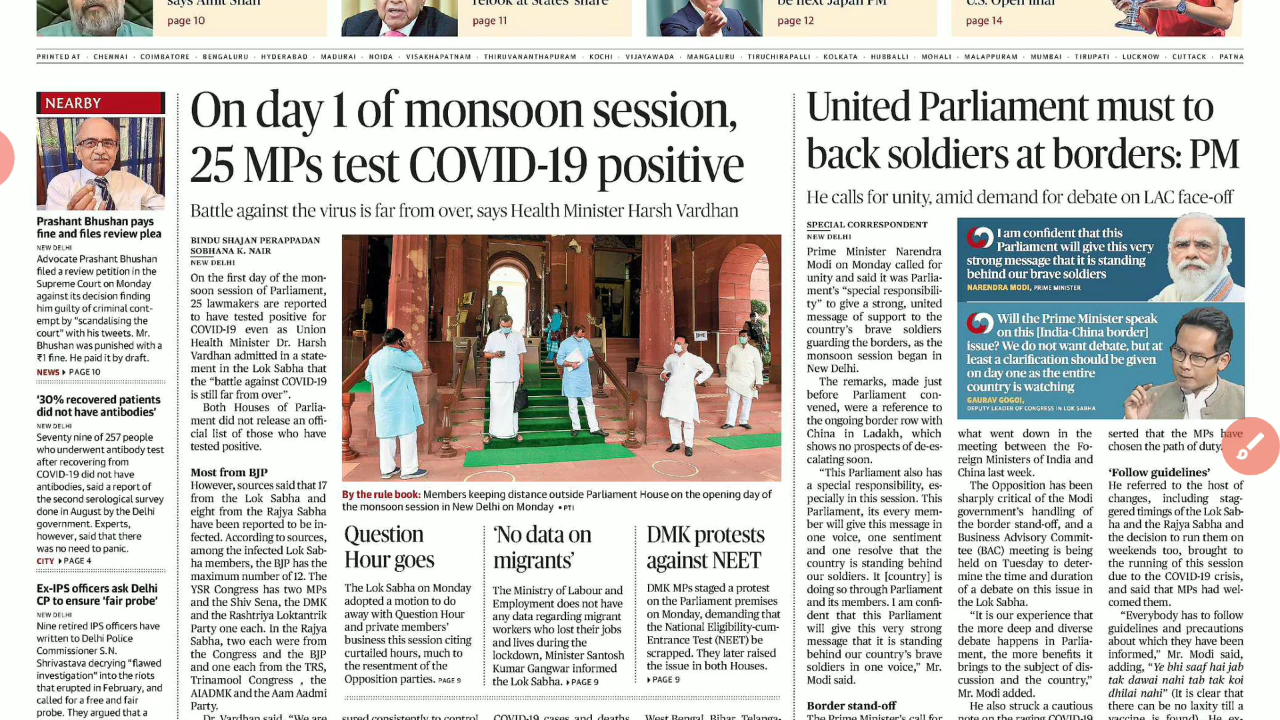 says Amit Shah
page 10
relook at States' share
page 11
be next Japan PM
page 12
U.S. Open final
page 14
PRINTED AT · CHENNAI · COIMBATORE · BENGALURU · HYDERABAD · MADURAI · NOIDA · VISAKHAPATNAM · THIRUVANANTHAPURAM · KOCHI · VIJAYAWADA · MANGALURU · TIRUCHIRAPALLI · KOLKATA · HUBBALLI · MOHALI · MALAPPURAM · MUMBAI · TIRUPATI · LUCKNOW · CUTTACK · PATNA
NEARBY
Prashant Bhushan pays
fine and files review plea
NEW DELHI
Advocate Prashant Bhushan
filed a review petition in the
Supreme Court on Monday
against its decision finding
him guilty of criminal cont-
empt by "scandalising the
court" with his tweets. Mr.
Bhushan was punished with a
₹1 fine. He paid it by draft.
NEWS ▸ PAGE 10
'30% recovered patients
did not have antibodies'
NEW DELHI
Seventy nine of 257 people
who underwent antibody test
after recovering from
COVID-19 did not have
antibodies, said a report of
the second serological survey
done in August by the Delhi
government. Experts,
however, said that there
was no need to panic.
CITY ▸ PAGE 4
Ex-IPS officers ask Delhi
CP to ensure 'fair probe'
NEW DELHI
Nine retired IPS officers have
written to Delhi Police
Commissioner S.N.
Shrivastava decrying "flawed
investigation" into the riots
that erupted in February, and
called for a free and fair
probe. They argued that a
On day 1 of monsoon session,
25 MPs test COVID-19 positive
Battle against the virus is far from over, says Health Minister Harsh Vardhan
BINDU SHAJAN PERAPPADAN
SOBHANA K. NAIR
NEW DELHI
On the first day of the mon-
soon session of Parliament,
25 lawmakers are reported
to have tested positive for
COVID-19 even as Union
Health Minister Dr. Harsh
Vardhan admitted in a state-
ment in the Lok Sabha that
the "battle against COVID-19
is still far from over".
Both Houses of Parlia-
ment did not release an offi-
cial list of those who have
tested positive.
Most from BJP
However, sources said that 17
from the Lok Sabha and
eight from the Rajya Sabha
have been reported to be in-
fected. According to sources,
among the infected Lok Sab-
ha members, the BJP has the
maximum number of 12. The
YSR Congress has two MPs
and the Shiv Sena, the DMK
and the Rashtriya Loktantrik
Party one each. In the Rajya
Sabha, two each were from
the Congress and the BJP
and one each from the TRS,
Trinamool Congress , the
AIADMK and the Aam Aadmi
Party.
Dr. Vardhan said, "We are
By the rule book: Members keeping distance outside Parliament House on the opening day of
the monsoon session in New Delhi on Monday • PTI
Question
Hour goes
The Lok Sabha on Monday
adopted a motion to do
away with Question Hour
and private members'
business this session citing
curtailed hours, much to
the resentment of the
Opposition parties. PAGE 9
'No data on
migrants'
The Ministry of Labour and
Employment does not have
any data regarding migrant
workers who lost their jobs
and lives during the
lockdown, Minister Santosh
Kumar Gangwar informed
the Lok Sabha. ▸ PAGE 9
DMK protests
against NEET
DMK MPs staged a protest
on the Parliament premises
on Monday, demanding that
the National Eligibility-cum-
Entrance Test (NEET) be
scrapped. They later raised
the issue in both Houses.
▸ PAGE 9
sured consistently to control
COVID-19 cases and deaths
West Bengal, Bihar, Telanga-
United Parliament must to
back soldiers at borders: PM
He calls for unity, amid demand for debate on LAC face-off
SPECIAL CORRESPONDENT
NEW DELHI
Prime Minister Narendra
Modi on Monday called for
unity and said it was Parlia-
ment's "special responsibili-
ty" to give a strong, united
message of support to the
country's brave soldiers
guarding the borders, as the
monsoon session began in
New Delhi.
The remarks, made just
before Parliament con-
vened, were a reference to
the ongoing border row with
China in Ladakh, which
shows no prospects of de-es-
calating soon.
"This Parliament also has
a special responsibility, es-
pecially in this session. This
Parliament, its every mem-
ber will give this message in
one voice, one sentiment
and one resolve that the
country is standing behind
our soldiers. It [country] is
doing so through Parliament
and its members. I am confi-
dent that this Parliament
will give this very strong
message that it is standing
behind our country's brave
soldiers in one voice," Mr.
Modi said.
Border stand-off
The Prime Minister's call for
I am confident that this
Parliament will give this very
strong message that it is standing
behind our brave soldiers
NARENDRA MODI, PRIME MINISTER
Will the Prime Minister speak
on this [India-China border]
issue? We do not want debate, but at
least a clarification should be given
on day one as the entire
country is watching
GAURAV GOGOI,
DEPUTY LEADER OF CONGRESS IN LOK SABHA
what went down in the
meeting between the Fo-
reign Ministers of India and
China last week.
The Opposition has been
sharply critical of the Modi
government's handling of
the border stand-off, and a
Business Advisory Commit-
tee (BAC) meeting is being
held on Tuesday to deter-
mine the time and duration
of a debate on this issue in
the Lok Sabha.
"It is our experience that
the more deep and diverse
debate happens in Parlia-
ment, the more benefits it
brings to the subject of dis-
cussion and the country,"
Mr. Modi added.
He also struck a cautious
note on the raging COVID-19
serted that the MPs have
chosen the path of duty.
'Follow guidelines'
He referred to the host of
changes, including stag-
gered timings of the Lok Sab-
ha and the Rajya Sabha and
the decision to run them on
weekends too, brought to
the running of this session
due to the COVID-19 crisis,
and said that MPs had wel-
comed them.
"Everybody has to follow
guidelines and precautions
about which they have been
informed," Mr. Modi said,
adding, "Ye bhi saaf hai jab
tak dawai nahi tab tak koi
dhilai nahi" (It is clear that
there can be no laxity till a